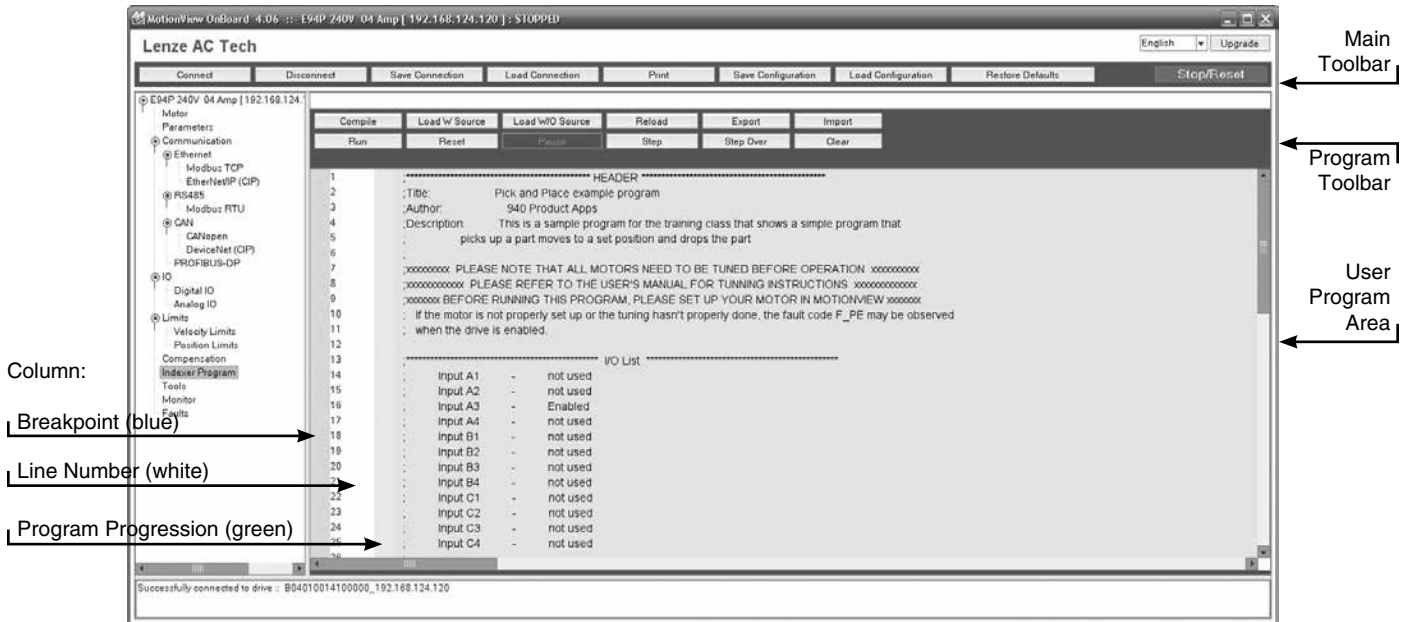 MotionView OnBoard 4.06 -::- E94P 240V 04 Amp [ 192.168.124.120 ] : STOPPED
Lenze AC Tech
English Upgrade
Main
Toolbar
Connect Disconnect Save Connection Load Connection Print Save Configuration Load Configuration Restore Defaults Stop/Reset
E94P 240V 04 Amp [192.168.124.
Motor
Parameters
Communication
Ethernet
Modbus TCP
EtherNet/IP (CIP)
RS485
Modbus RTU
CAN
CANopen
DeviceNet (CIP)
PROFIBUS-DP
IO
Digital IO
Analog IO
Limits
Velocity Limits
Position Limits
Compensation
Indexer Program
Tools
Monitor
Faults
Compile Load W Source Load W/O Source Reload Export Import
Run Reset Pause Step Step Over Clear
Program
Toolbar
1 ;************************************************ HEADER ************************************************
2 ;Title: Pick and Place example program
3 ;Author: 940 Product Apps
4 ;Description: This is a sample program for the training class that shows a simple program that
5 ; picks up a part moves to a set position and drops the part
6 ;
7 ;xxxxxxxxx PLEASE NOTE THAT ALL MOTORS NEED TO BE TUNED BEFORE OPERATION xxxxxxxxxx
8 ;xxxxxxxxxxxx PLEASE REFER TO THE USER'S MANUAL FOR TUNNING INSTRUCTIONS xxxxxxxxxxxxx
9 ;xxxxxxx BEFORE RUNNING THIS PROGRAM, PLEASE SET UP YOUR MOTOR IN MOTIONVIEW xxxxxxx
10 ; If the motor is not properly set up or the tuning hasn't properly done, the fault code F_PE may be observed
11 ; when the drive is enabled.
12
13 ;************************************************ I/O List ************************************************
14 ; Input A1 - not used
15 ; Input A2 - not used
16 ; Input A3 - Enabled
17 ; Input A4 - not used
18 ; Input B1 - not used
19 ; Input B2 - not used
20 ; Input B3 - not used
21 ; Input B4 - not used
22 ; Input C1 - not used
23 ; Input C2 - not used
24 ; Input C3 - not used
25 ; Input C4 - not used
26
User
Program
Area
Column:
Breakpoint (blue)
Line Number (white)
Program Progression (green)
Successfully connected to drive :: B04010014100000_192.168.124.120